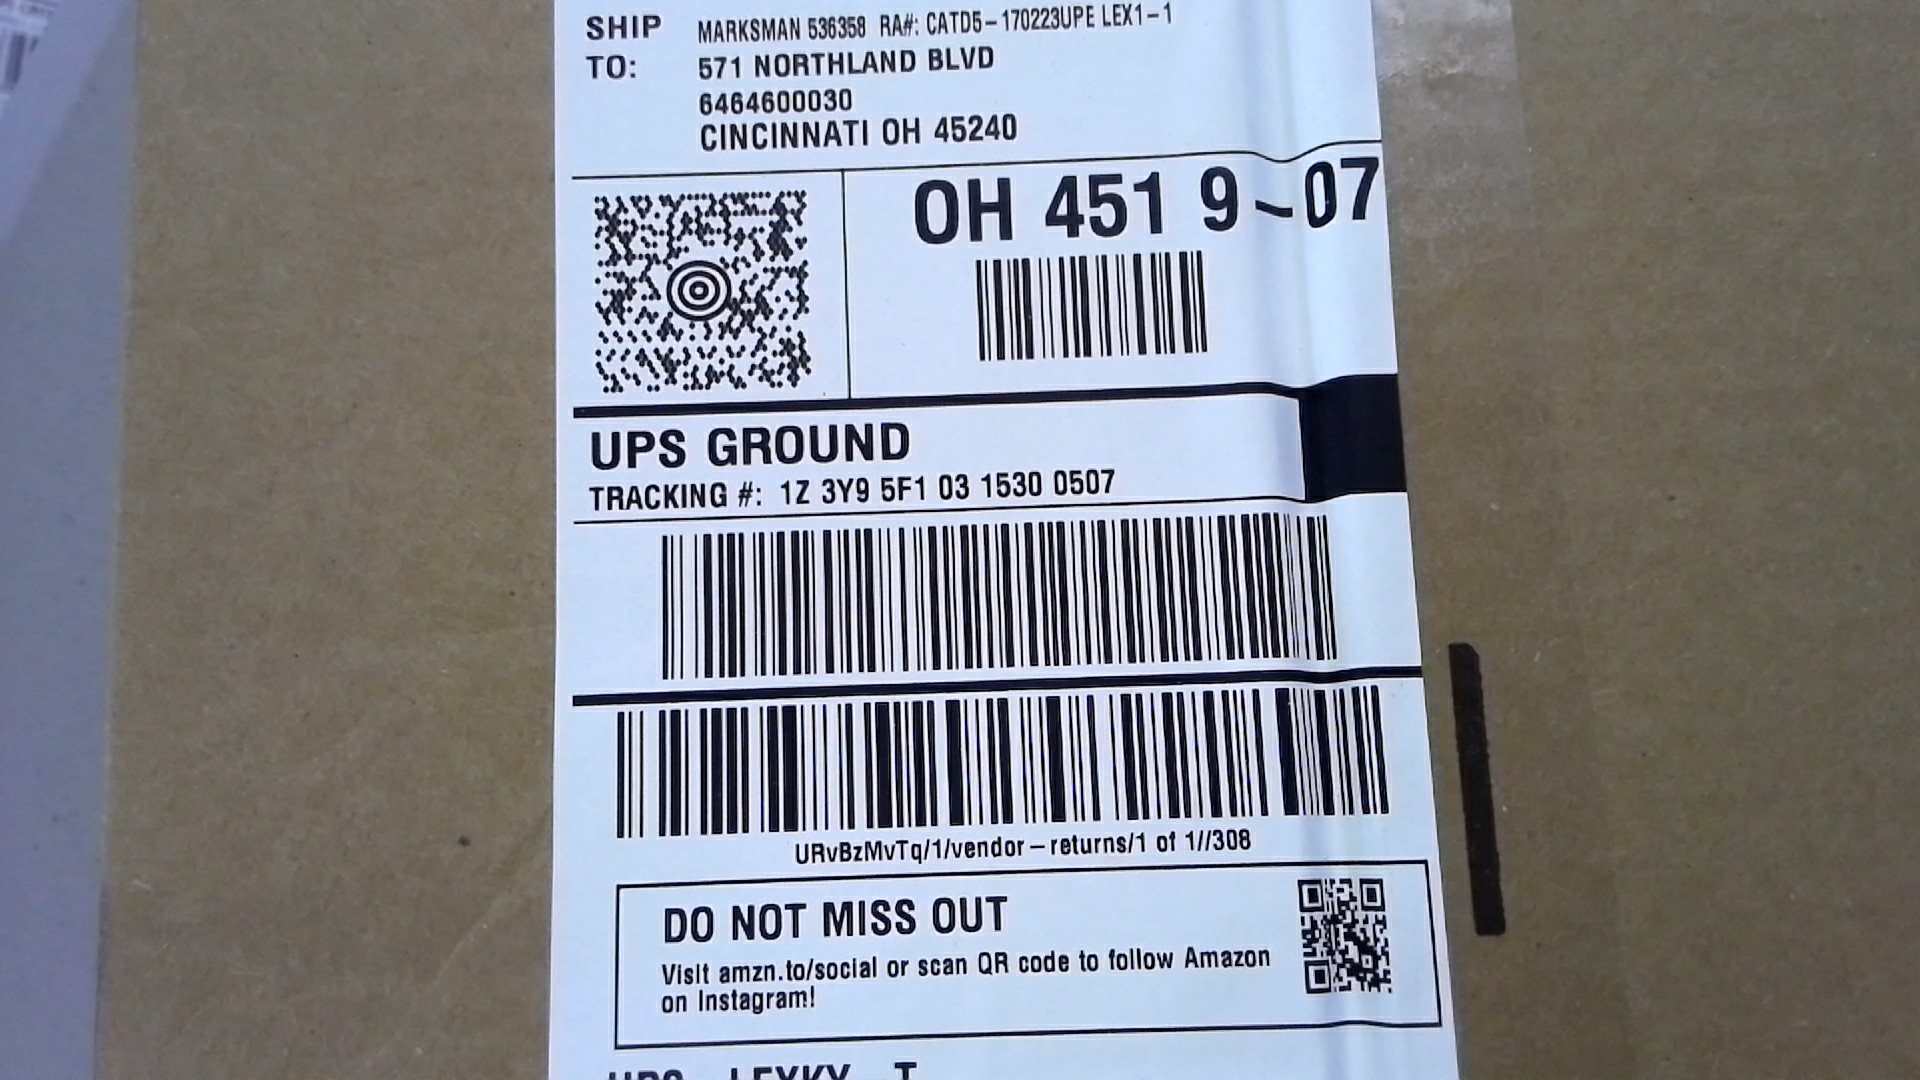 SHIP TO:
MARKSMAN 536358 RA#: CATD5-170223UPE LEX1-1
571 NORTHLAND BLVD
6464600030
CINCINNATI OH 45240
OH 451 9-07
UPS GROUND
TRACKING #: 1Z 3Y9 5F1 03 1530 0507
URvBzMvTq/1/vendor-returns/1 of 1//308
DO NOT MISS OUT
Visit amzn.to/social or scan QR code to follow Amazon
on Instagram!